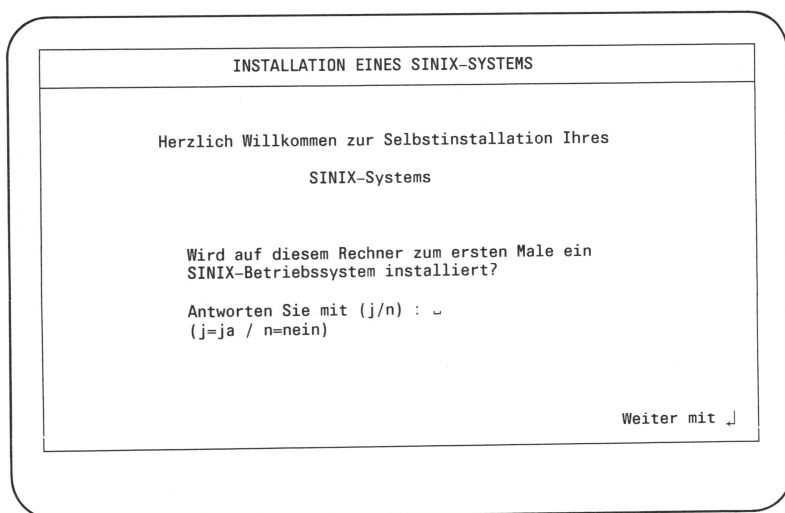 INSTALLATION EINES SINIX-SYSTEMS
Herzlich Willkommen zur Selbstinstallation Ihres
SINIX-Systems
Wird auf diesem Rechner zum ersten Male ein
SINIX-Betriebssystem installiert?
Antworten Sie mit (j/n) : ␣
(j=ja / n=nein)
Weiter mit ↵